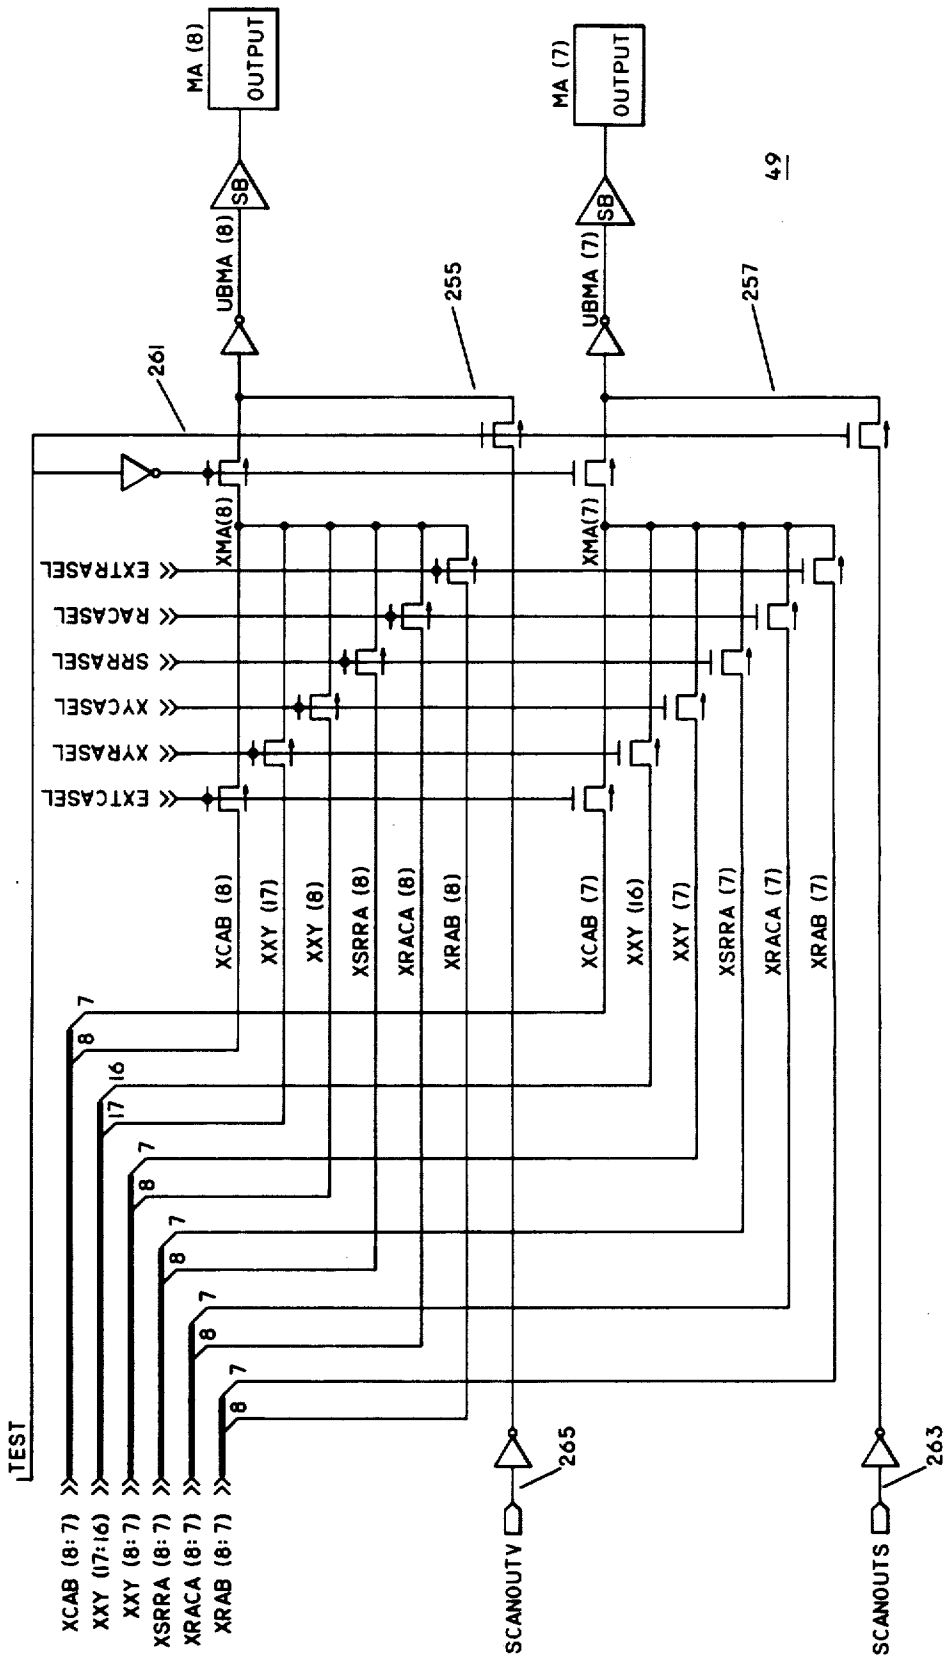 TEST
XCAB (8:7)
XXY (17:16)
XXY (8:7)
XSRRA (8:7)
XRACA (8:7)
XRAB (8:7)
8
7
17
16
8
7
8
7
8
7
8
7
EXTCASEL
XYRASEL
XYCASEL
SRRASEL
RACASEL
EXTRASEL
XCAB (8)
XXY (17)
XXY (8)
XSRRA (8)
XRACA (8)
XRAB (8)
XMA(8)
261
UBMA (8)
SB
MA (8)
OUTPUT
255
SCANOUTV
265
XCAB (7)
XXY (16)
XXY (7)
XSRRA (7)
XRACA (7)
XRAB (7)
XMA(7)
UBMA (7)
SB
MA (7)
OUTPUT
257
SCANOUTS
263
49